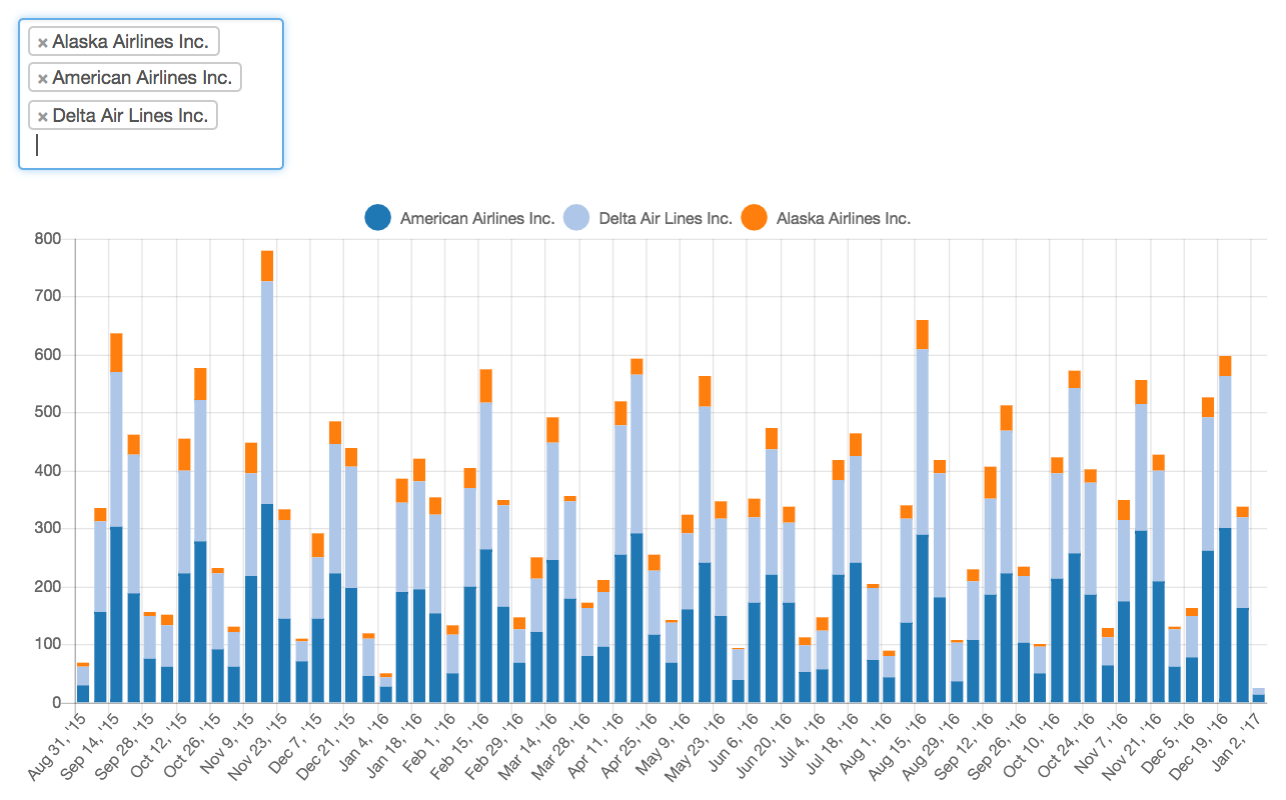 × Alaska Airlines Inc.
× American Airlines Inc.
× Delta Air Lines Inc.
American Airlines Inc. Delta Air Lines Inc. Alaska Airlines Inc.
800
700
600
500
400
300
200
100
0
Aug 31, '15 Sep 14, '15 Sep 28, '15 Oct 12, '15 Oct 26, '15 Nov 9, '15 Nov 23, '15 Dec 7, '15 Dec 21, '15 Jan 4, '16 Jan 18, '16 Feb 1, '16 Feb 15, '16 Feb 29, '16 Mar 14, '16 Mar 28, '16 Apr 11, '16 Apr 25, '16 May 9, '16 May 23, '16 Jun 6, '16 Jun 20, '16 Jul 4, '16 Jul 18, '16 Aug 1, '16 Aug 15, '16 Aug 29, '16 Sep 12, '16 Sep 26, '16 Oct 10, '16 Oct 24, '16 Nov 7, '16 Nov 21, '16 Dec 5, '16 Dec 19, '16 Jan 2, '17